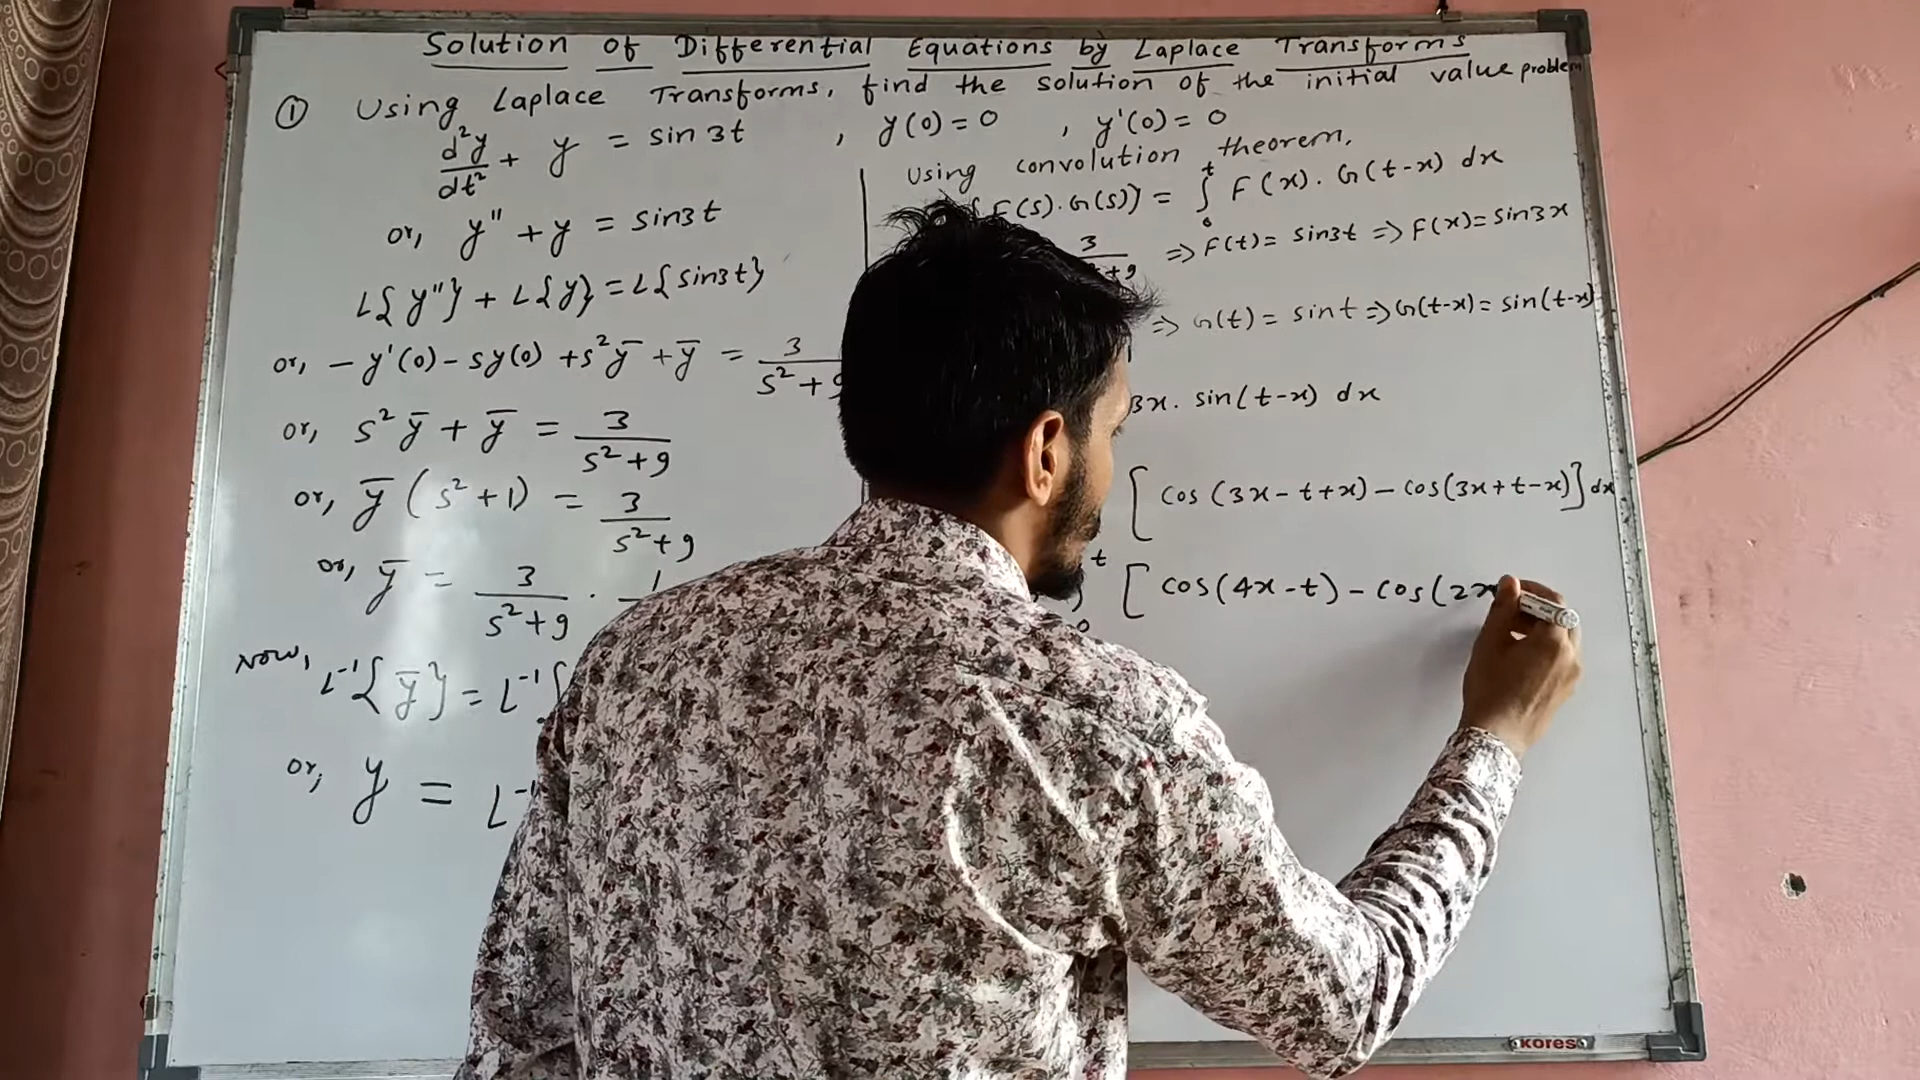 Solution of Differential Equations by Laplace Transforms
① Using Laplace Transforms, find the solution of the initial value problem
d²y/dt² + y = sin 3t , y(0) = 0 , y'(0) = 0
or, y'' + y = sin3t
L{y''} + L{y} = L{sin3t}
or, -y'(0) - sy(0) + s²ȳ + ȳ = 3/s²+9
or, s²ȳ + ȳ = 3/s²+9
or, ȳ(s²+1) = 3/s²+9
or, ȳ = 3/s²+9 · 1
Now, L⁻¹{ȳ} = L⁻¹{
or, y = L⁻¹
Using convolution theorem,
F(s).G(s)} = ∫₀ᵗ F(x). G(t-x) dx
3/+9 => F(t) = sin3t => F(x) = sin3x
=> G(t) = sint => G(t-x) = sin(t-x)
3x. sin(t-x) dx
[cos(3x-t+x) - cos(3x+t-x)] dx
t 0 [cos(4x-t) - cos(2x
kores